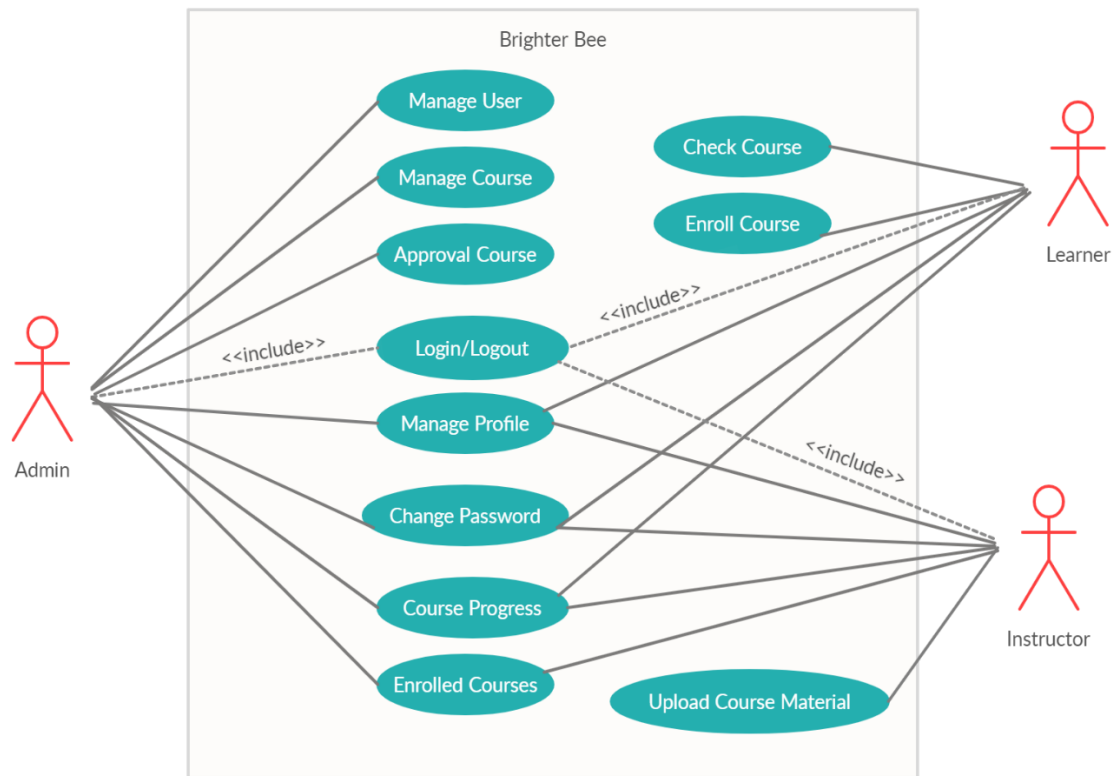 Brighter Bee
Manage User
Check Course
Manage Course
Enroll Course
Approval Course
Learner
<<include>>
<<include>>
Login/Logout
Manage Profile
<<include>>
Admin
Change Password
Course Progress
Instructor
Enrolled Courses
Upload Course Material